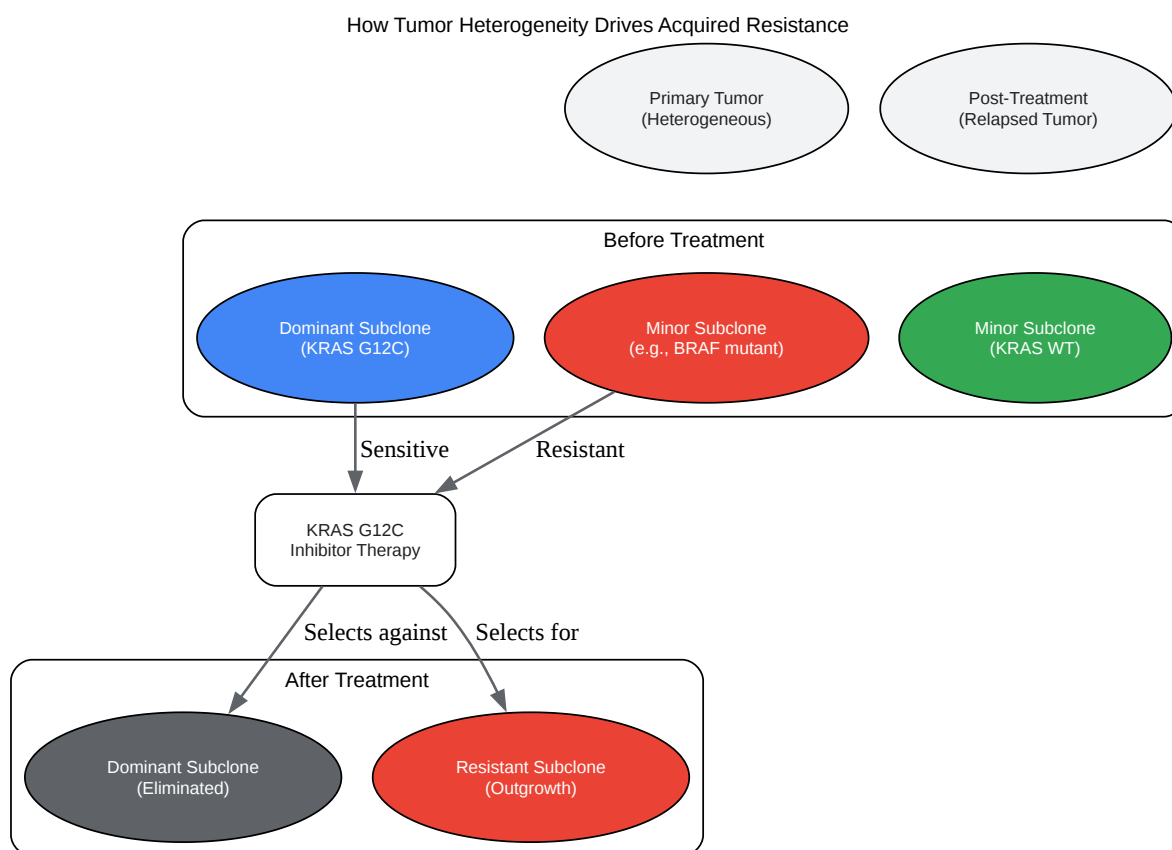 How Tumor Heterogeneity Drives Acquired Resistance
Primary Tumor
(Heterogeneous)
Post-Treatment
(Relapsed Tumor)
Before Treatment
Dominant Subclone
(KRAS G12C)
Minor Subclone
(e.g., BRAF mutant)
Minor Subclone
(KRAS WT)
Sensitive
Resistant
KRAS G12C
Inhibitor Therapy
Selects against
Selects for
After Treatment
Dominant Subclone
(Eliminated)
Resistant Subclone
(Outgrowth)